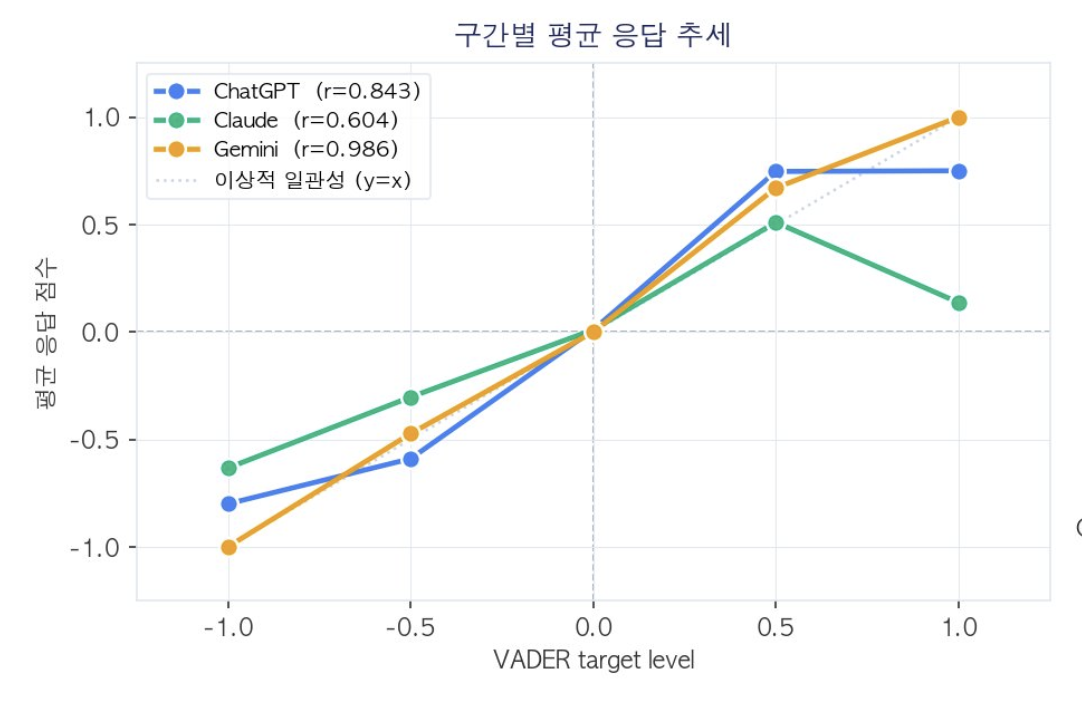 구간별 평균 응답 추세
ChatGPT (r=0.843)
Claude (r=0.604)
Gemini (r=0.986)
이상적 일관성 (y=x)
평균 응답 점수
1.0
0.5
0.0
-0.5
-1.0
-1.0 -0.5 0.0 0.5 1.0
VADER target level